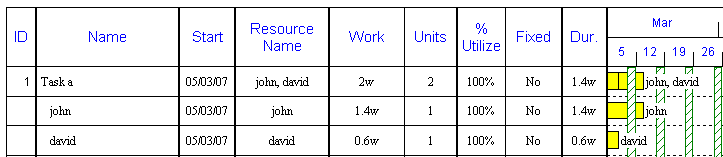 ID Name Start Resource Name Work Units % Utilize Fixed Dur. Mar
5 12 19 26
1 Task a 05/03/07 john, david 2w 2 100% No 1.4w john, david
john 05/03/07 john 1.4w 1 100% No 1.4w john
david 05/03/07 david 0.6w 1 100% No 0.6w david